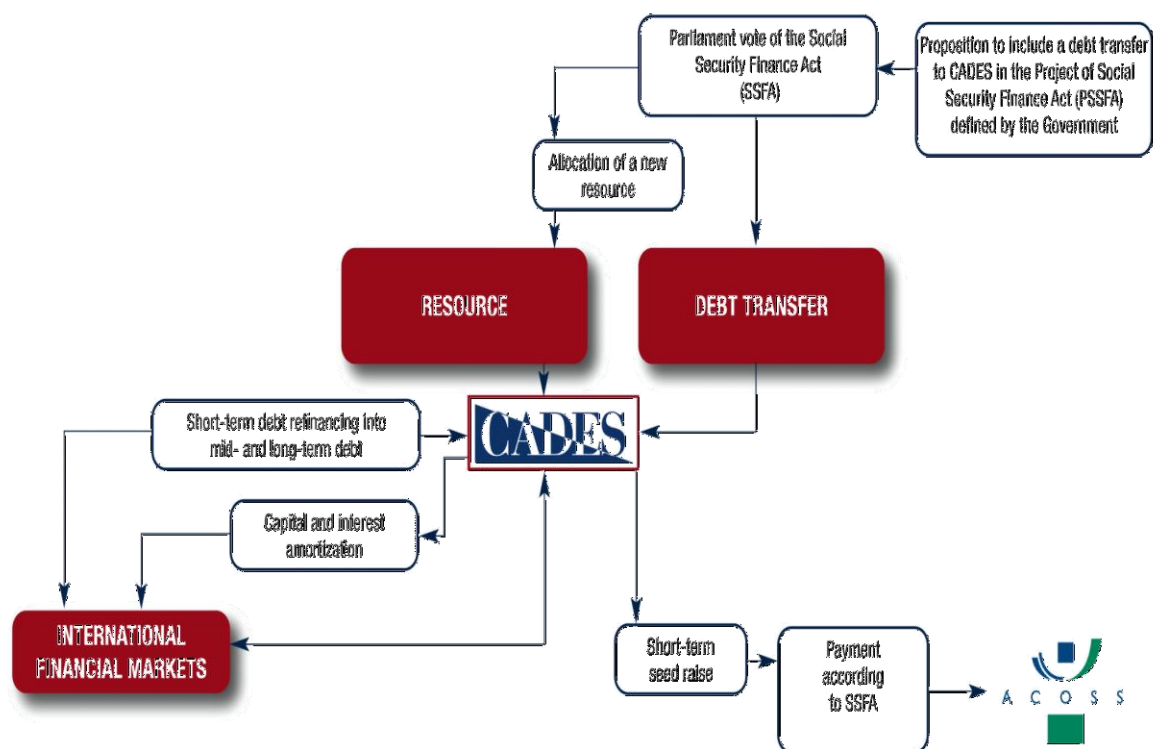 Parliament vote of the Social
Security Finance Act
(SSFA)
Proposition to include a debt transfer
to CADES in the Project of Social
Security Finance Act (PSSFA)
defined by the Government
Allocation of a new
resource
RESOURCE
DEBT TRANSFER
Short-term debt refinancing into
mid- and long-term debt
CADES
Capital and interest
amortization
INTERNATIONAL
FINANCIAL MARKETS
Short-term
seed raise
Payment
according
to SSFA
ACOSS